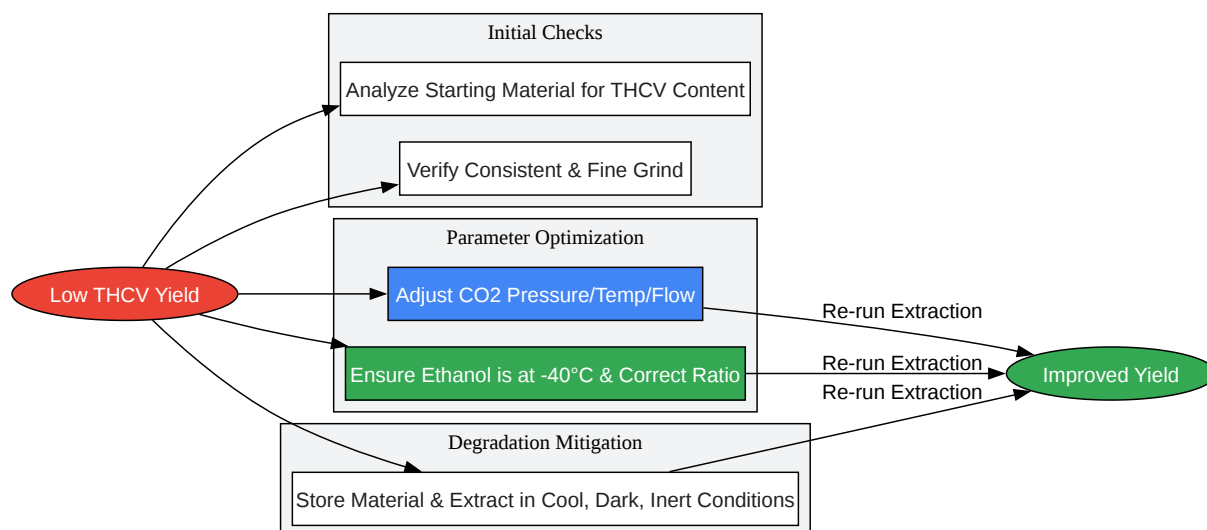 Initial Checks
Analyze Starting Material for THCV Content
Verify Consistent & Fine Grind
Parameter Optimization
Low THCV Yield
Adjust CO2 Pressure/Temp/Flow
Re-run Extraction
Ensure Ethanol is at -40°C & Correct Ratio
Re-run Extraction
Improved Yield
Re-run Extraction
Degradation Mitigation
Store Material & Extract in Cool, Dark, Inert Conditions